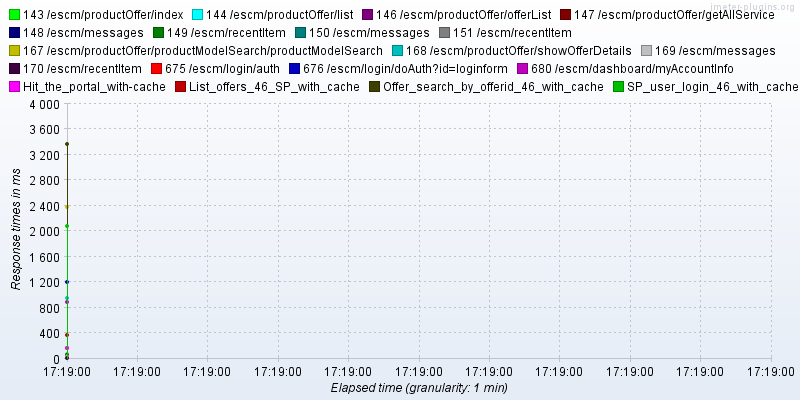 jmeter-plugins.org
143 /escm/productOffer/index 144 /escm/productOffer/list 146 /escm/productOffer/offerList 147 /escm/productOffer/getAllService
148 /escm/messages 149 /escm/recentItem 150 /escm/messages 151 /escm/recentItem
167 /escm/productOffer/productModelSearch/productModelSearch 168 /escm/productOffer/showOfferDetails 169 /escm/messages
170 /escm/recentItem 675 /escm/login/auth 676 /escm/login/doAuth?id=loginform 680 /escm/dashboard/myAccountInfo
Hit_the_portal_with-cache List_offers_46_SP_with_cache Offer_search_by_offerid_46_with_cache SP_user_login_46_with_cache
4 000
3 600
3 200
2 800
2 400
2 000
1 600
1 200
800
400
0
Response times in ms
17:19:00 17:19:00 17:19:00 17:19:00 17:19:00 17:19:00 17:19:00 17:19:00 17:19:00 17:19:00 17:19:00
Elapsed time (granularity: 1 min)